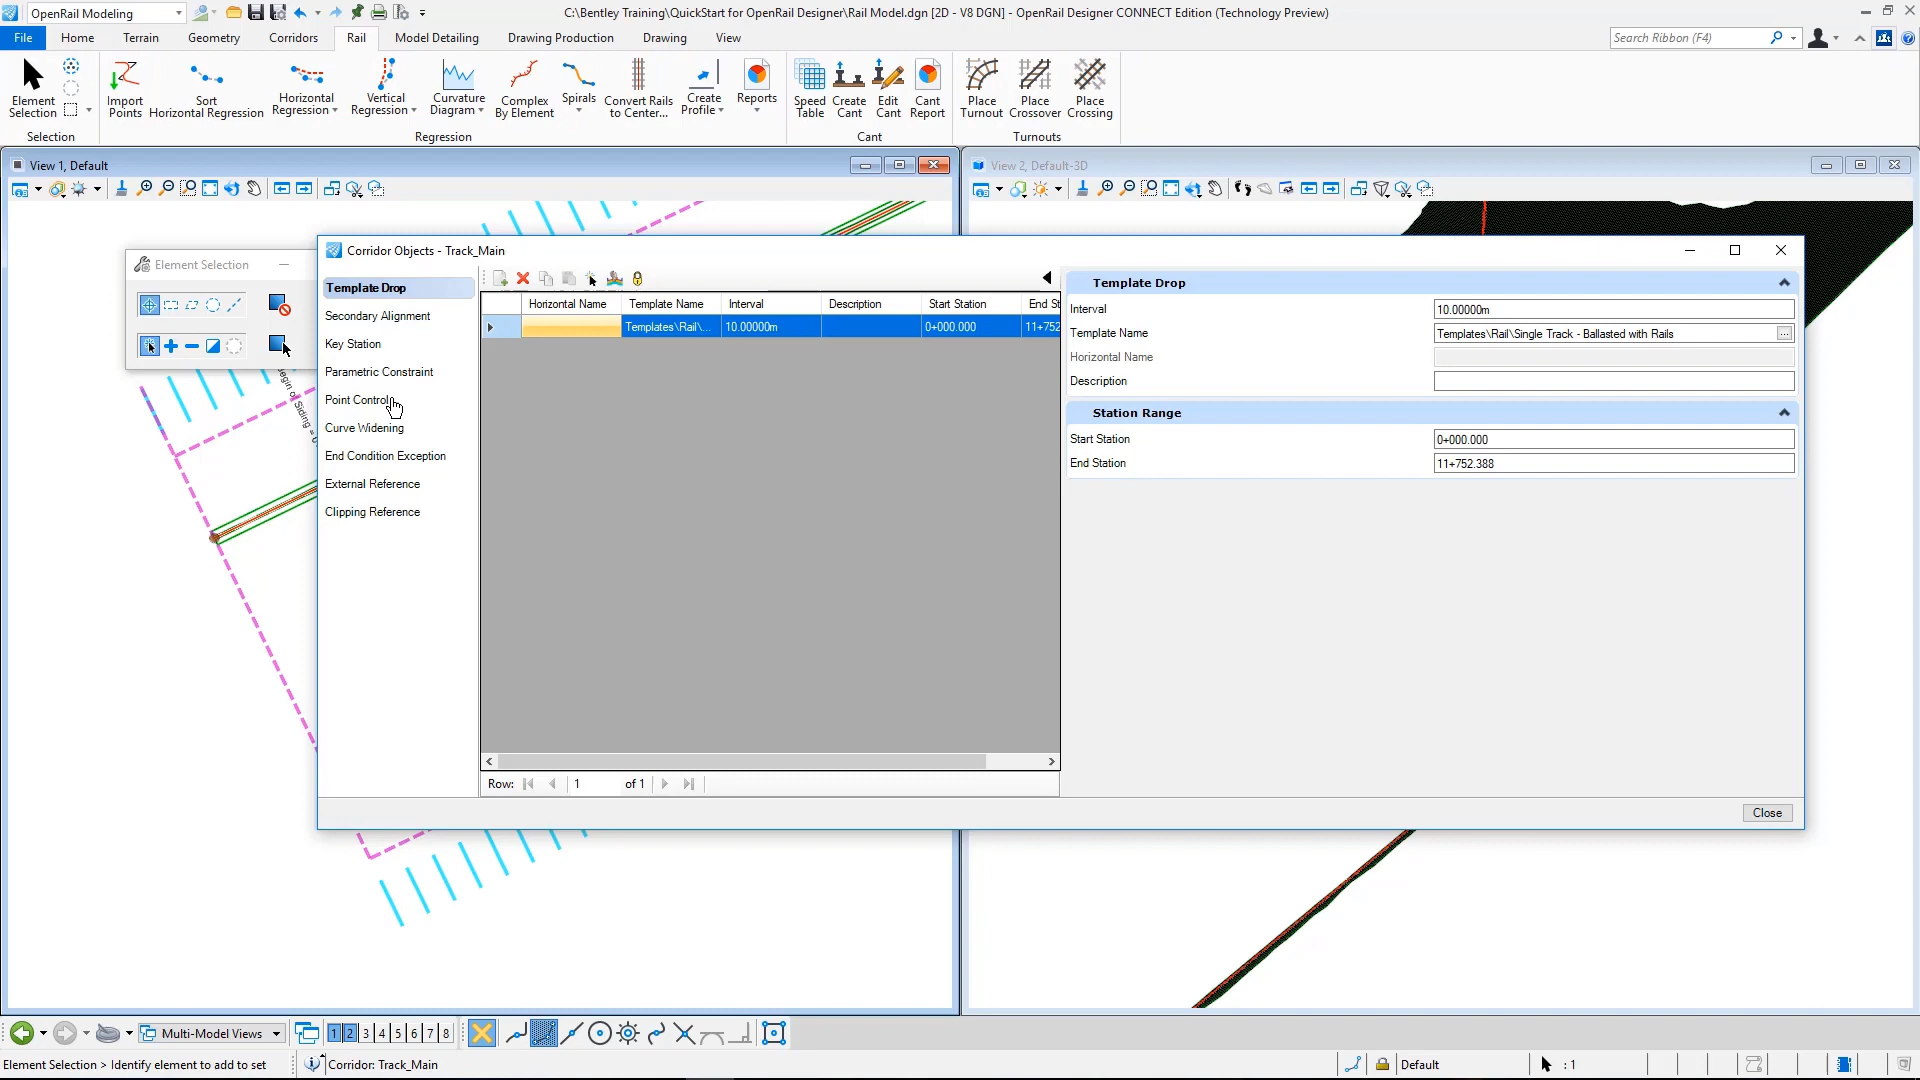 OpenRail Modeling
C:\Bentley Training\QuickStart for OpenRail Designer\Rail Model.dgn [2D - V8 DGN] - OpenRail Designer CONNECT Edition (Technology Preview)
File Home Terrain Geometry Corridors Rail Model Detailing Drawing Production Drawing View
Search Ribbon (F4)
Element Selection
Import Points
Sort Horizontal Regression
Horizontal Regression
Vertical Regression
Curvature Diagram
Complex By Element
Spirals
Convert Rails to Center...
Create Profile
Reports
Speed Table
Create Cant
Edit Cant
Cant Report
Place Turnout
Place Crossover
Place Crossing
Selection Regression Cant Turnouts
View 1, Default
View 2, Default-3D
Element Selection
Begin of Siding =
Corridor Objects - Track_Main
Template Drop
Secondary Alignment
Key Station
Parametric Constraint
Point Control
Curve Widening
End Condition Exception
External Reference
Clipping Reference
Horizontal Name Template Name Interval Description Start Station End St
Templates\Rail\... 10.00000m 0+000.000 11+752
Row: 1 of 1
Template Drop
Interval 10.00000m
Template Name Templates\Rail\Single Track - Ballasted with Rails ...
Horizontal Name
Description
Station Range
Start Station 0+000.000
End Station 11+752.388
Close
Multi-Model Views 1 2 3 4 5 6 7 8
Element Selection > Identify element to add to set
Corridor: Track_Main
Default
: 1